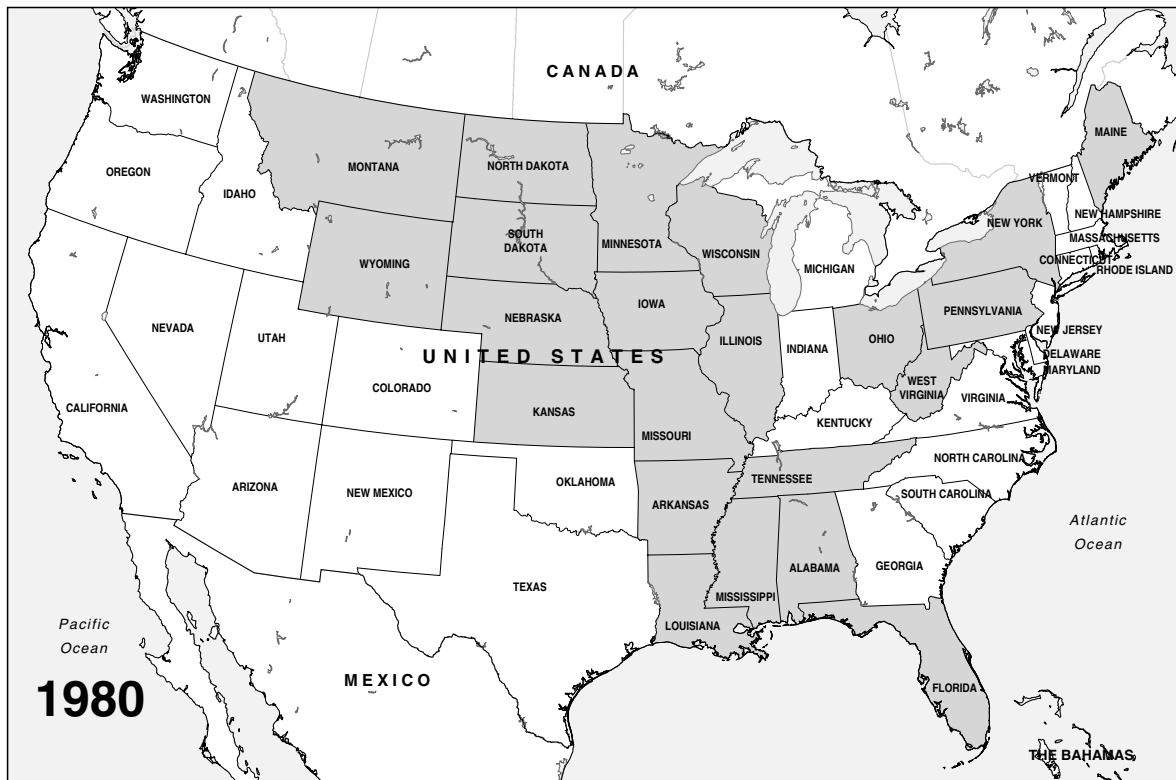 CANADA
WASHINGTON
MAINE
MONTANA
NORTH DAKOTA
OREGON
VERMONT
IDAHO
NEW HAMPSHIRE
NEW YORK
SOUTH
DAKOTA
MINNESOTA
MASSACHUSETTS
WISCONSIN
CONNECTICUT
WYOMING
MICHIGAN
RHODE ISLAND
IOWA
PENNSYLVANIA
NEBRASKA
NEVADA
NEW JERSEY
UTAH
ILLINOIS
OHIO
INDIANA
UNITED STATES
DELAWARE
MARYLAND
COLORADO
WEST
VIRGINIA
CALIFORNIA
KANSAS
VIRGINIA
KENTUCKY
MISSOURI
NORTH CAROLINA
OKLAHOMA
TENNESSEE
ARIZONA
NEW MEXICO
SOUTH CAROLINA
ARKANSAS
Atlantic
Ocean
ALABAMA
GEORGIA
TEXAS
MISSISSIPPI
Pacific
Ocean
LOUISIANA
MEXICO
FLORIDA
1980
THE BAHAMAS